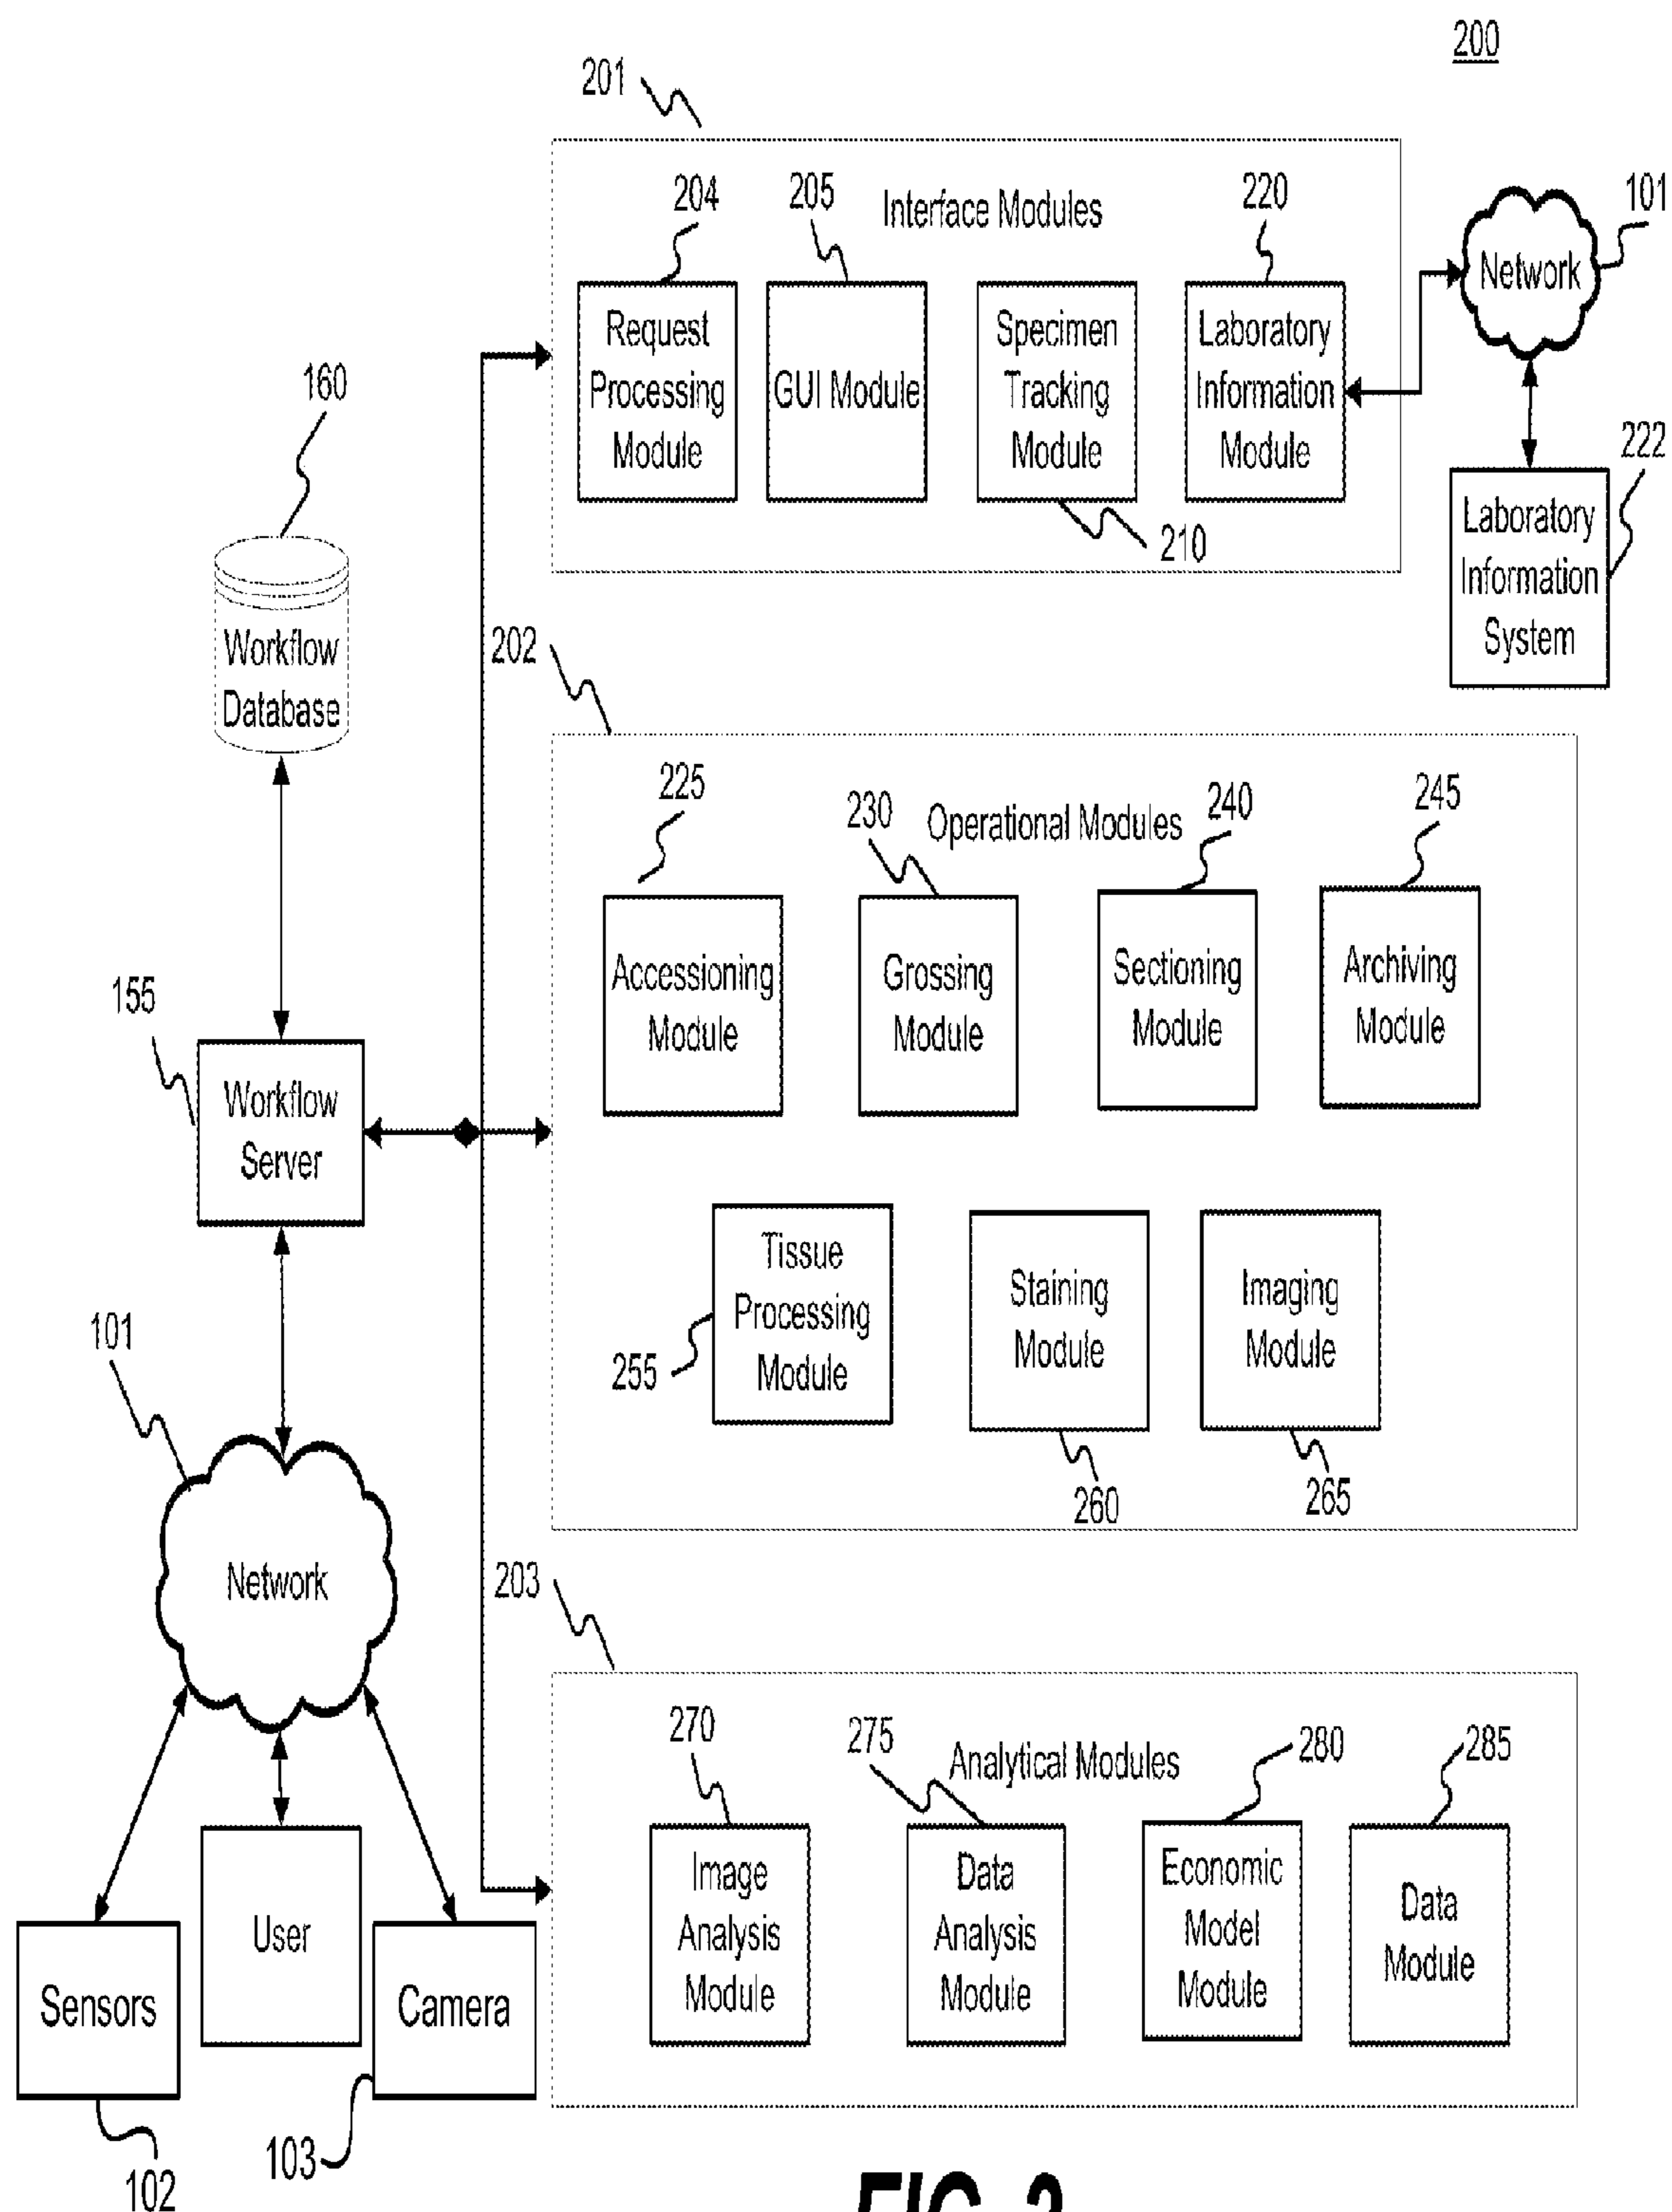 200
201
204
205
Interface Modules
220
101
Request
Processing
Module
GUI Module
Specimen
Tracking
Module
Laboratory
Information
Module
Network
210
222
Laboratory
Information
System
160
Workflow
Database
202
225
230
Operational Modules
240
245
Accessioning
Module
Grossing
Module
Sectioning
Module
Archiving
Module
155
Workflow
Server
Tissue
Processing
Module
Staining
Module
Imaging
Module
255
260
265
101
Network
203
270
275
Analytical Modules
280
285
Image
Analysis
Module
Data
Analysis
Module
Economic
Model
Module
Data
Module
User
Sensors
Camera
102
103